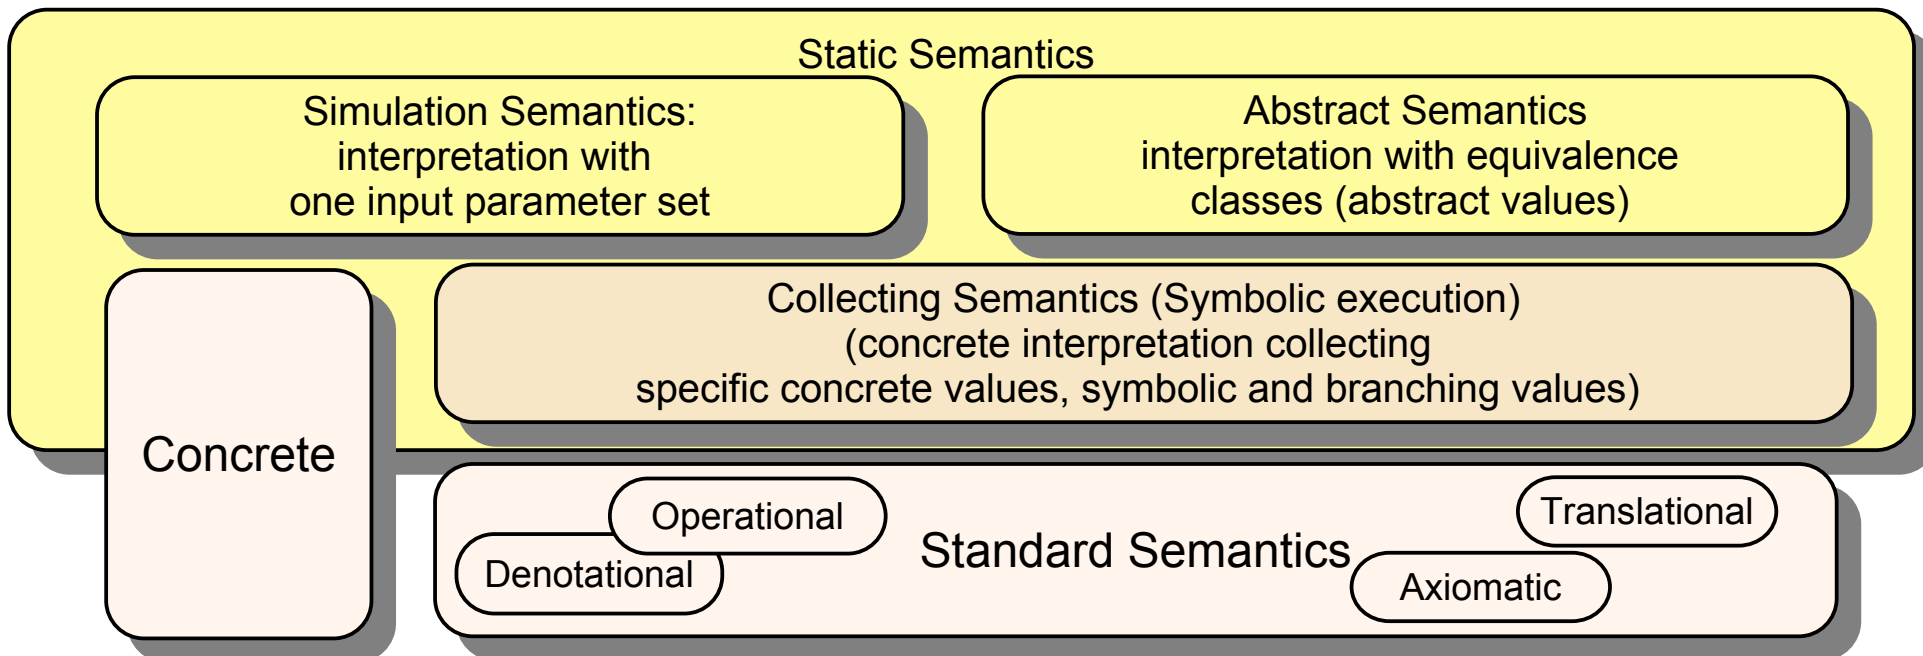 Static Semantics
Simulation Semantics:
interpretation with
one input parameter set
Abstract Semantics
interpretation with equivalence
classes (abstract values)
Collecting Semantics (Symbolic execution)
(concrete interpretation collecting
specific concrete values, symbolic and branching values)
Concrete
Operational
Denotational
Standard Semantics
Translational
Axiomatic